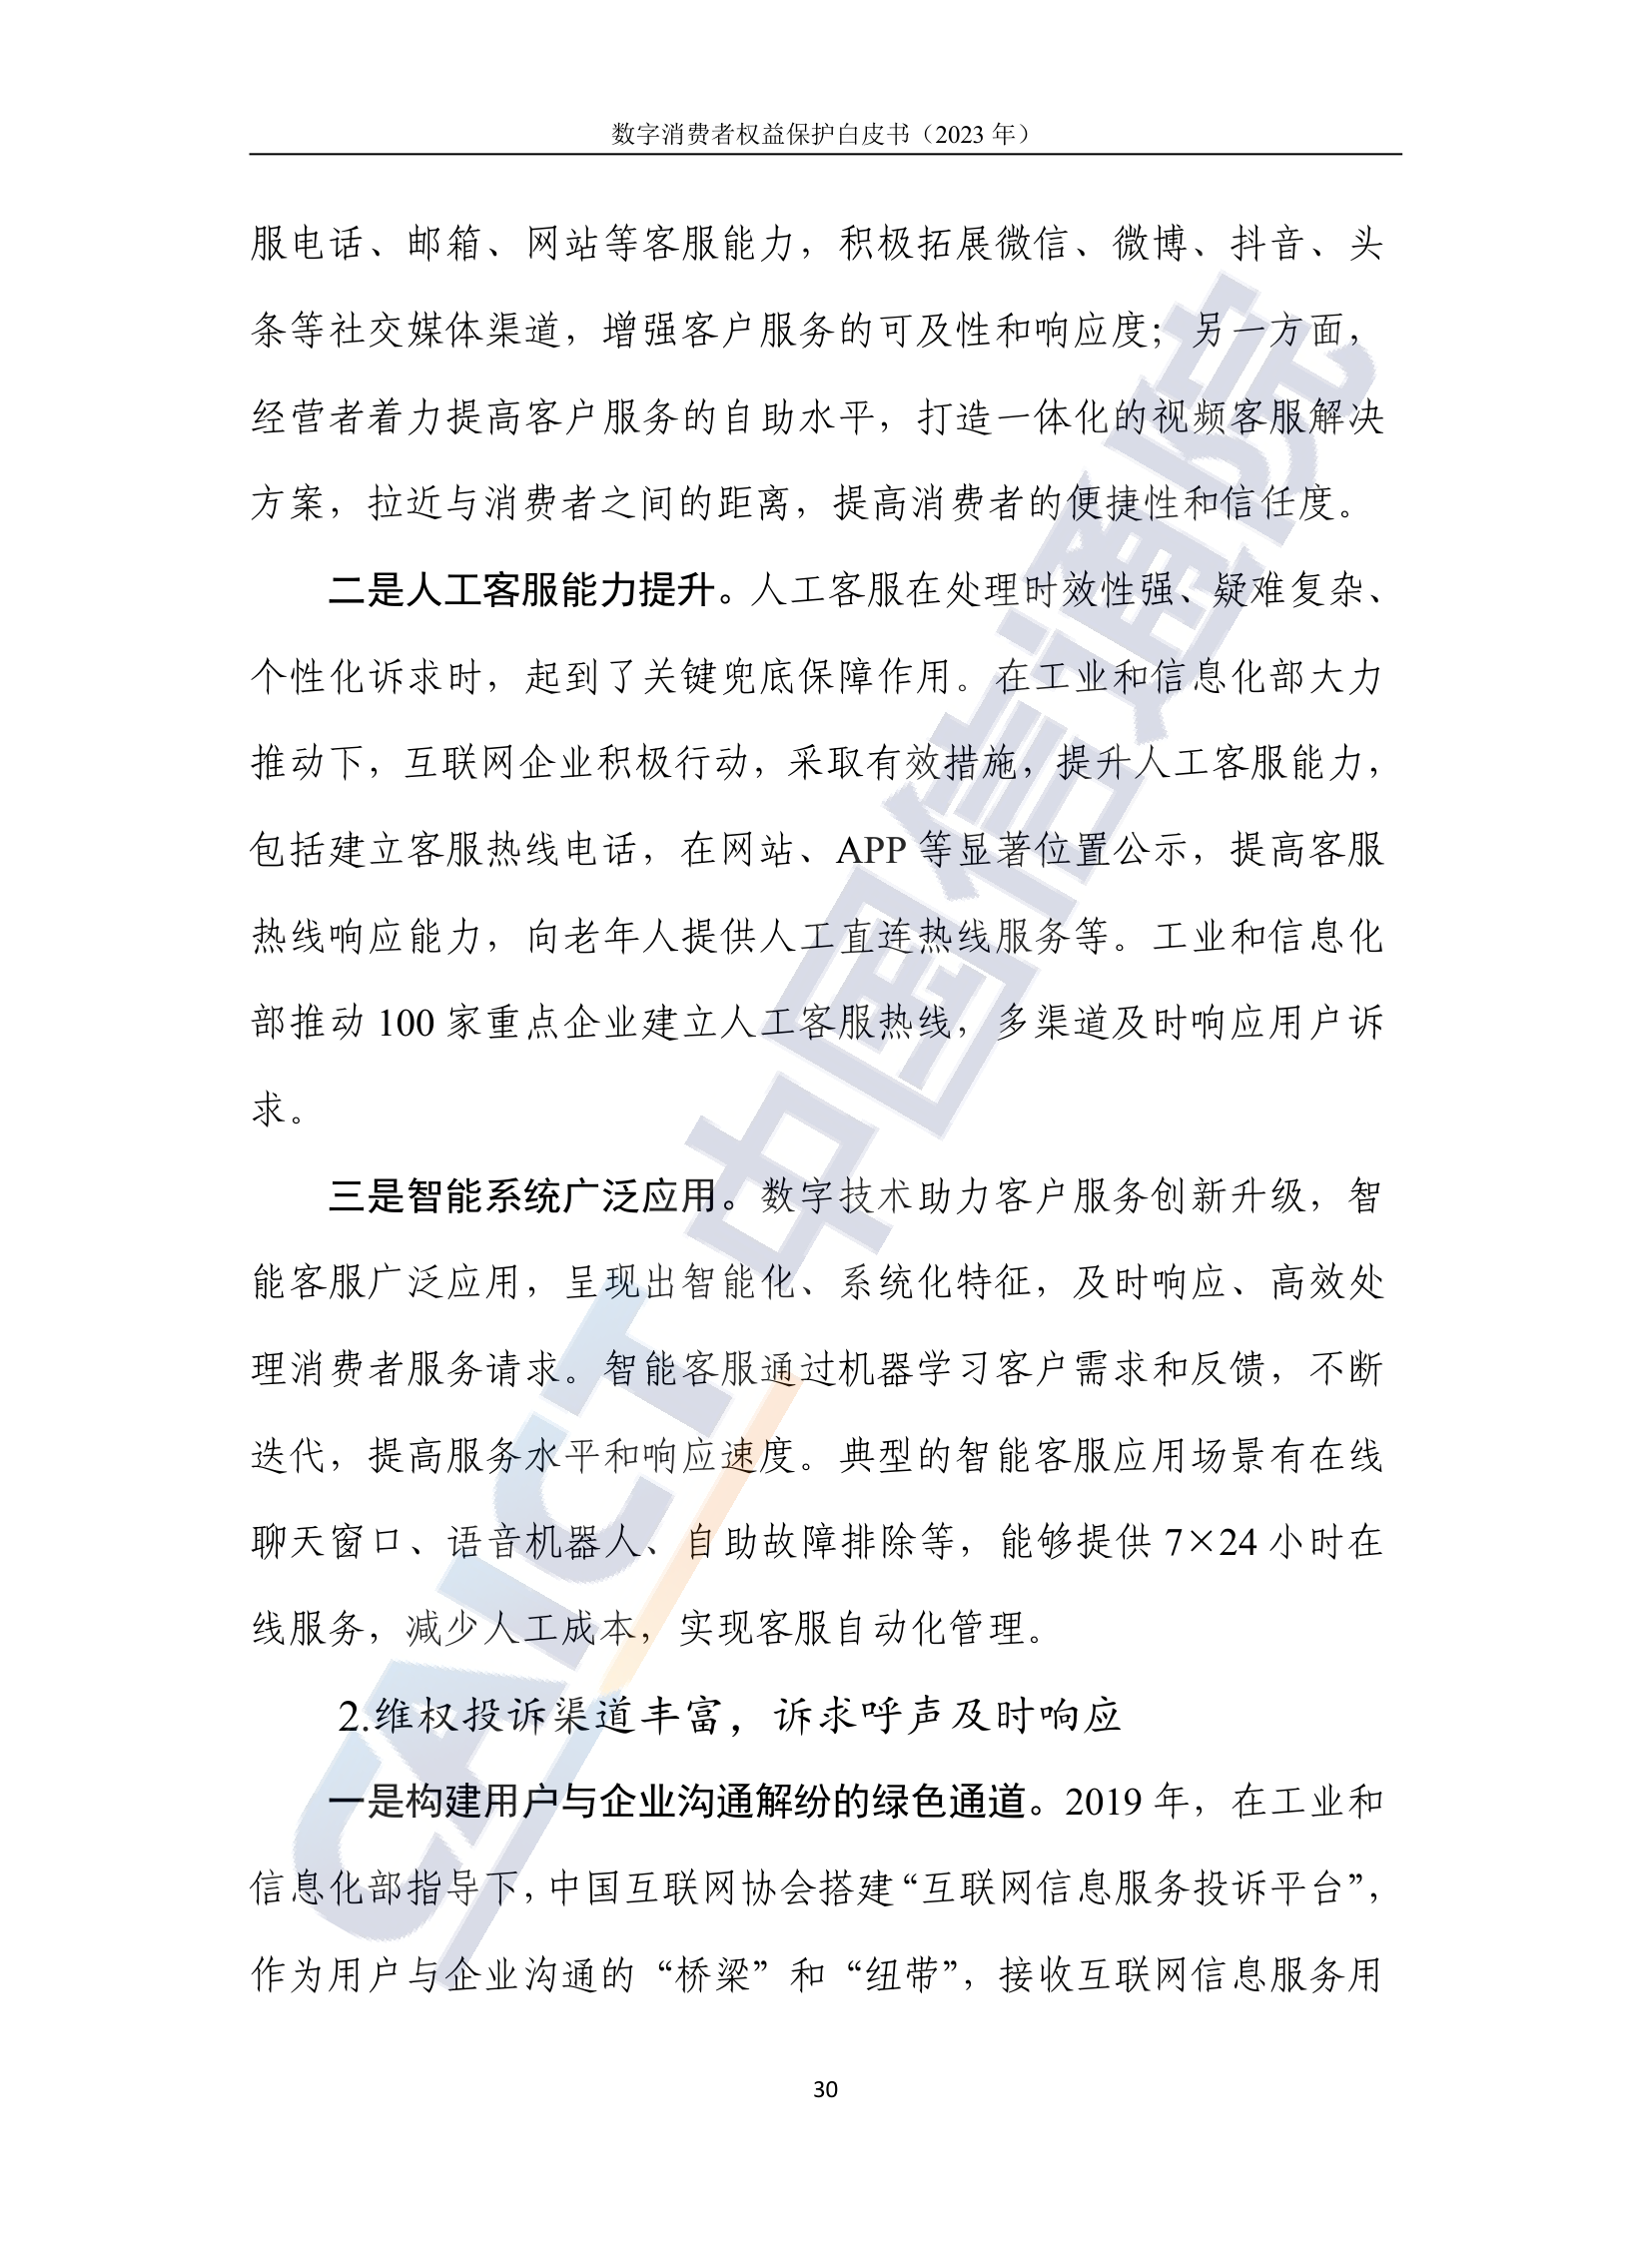 数字消费者权益保护白皮书（2023 年）
服电话、邮箱、网站等客服能力，积极拓展微信、微博、抖音、头
条等社交媒体渠道，增强客户服务的可及性和响应度；另一方面，
经营者着力提高客户服务的自助水平，打造一体化的视频客服解决
方案，拉近与消费者之间的距离，提高消费者的便捷性和信任度。
二是人工客服能力提升。人工客服在处理时效性强、疑难复杂、
个性化诉求时，起到了关键兜底保障作用。在工业和信息化部大力
推动下，互联网企业积极行动，采取有效措施，提升人工客服能力，
包括建立客服热线电话，在网站、APP 等显著位置公示，提高客服
热线响应能力，向老年人提供人工直连热线服务等。工业和信息化
部推动 100 家重点企业建立人工客服热线，多渠道及时响应用户诉
求。
三是智能系统广泛应用。数字技术助力客户服务创新升级，智
能客服广泛应用，呈现出智能化、系统化特征，及时响应、高效处
理消费者服务请求。智能客服通过机器学习客户需求和反馈，不断
迭代，提高服务水平和响应速度。典型的智能客服应用场景有在线
聊天窗口、语音机器人、自助故障排除等，能够提供 7×24 小时在
线服务，减少人工成本，实现客服自动化管理。
2.维权投诉渠道丰富，诉求呼声及时响应
一是构建用户与企业沟通解纷的绿色通道。2019 年，在工业和
信息化部指导下，中国互联网协会搭建“互联网信息服务投诉平台”，
作为用户与企业沟通的“桥梁”和“纽带”，接收互联网信息服务用
30
CAICT 中国信通院